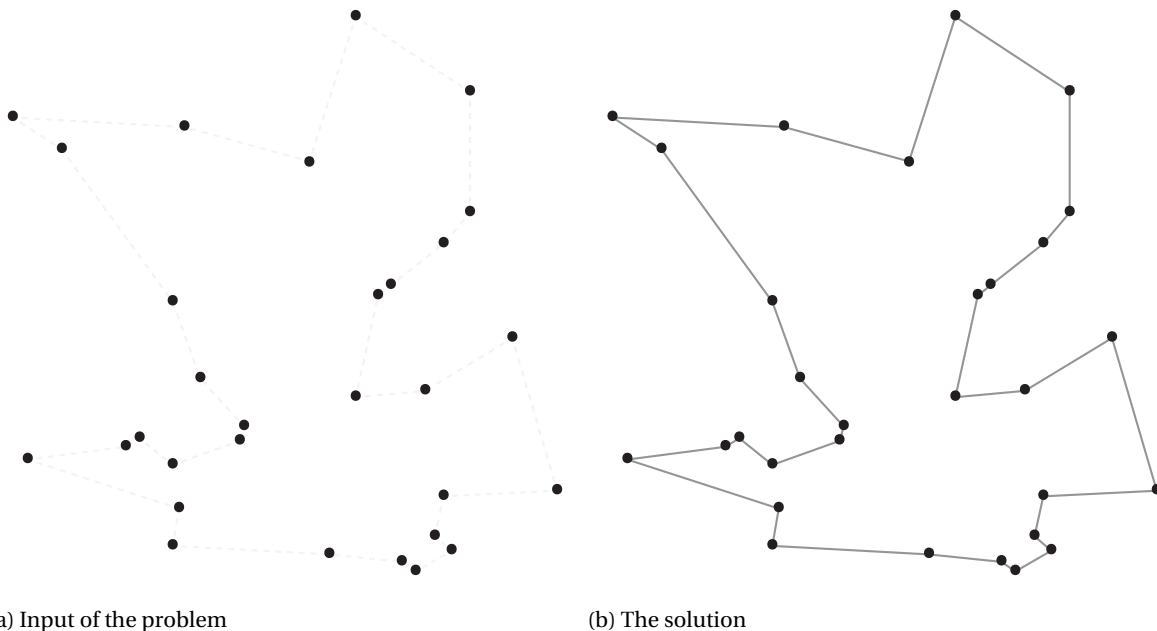 a) Input of the problem
(b) The solution